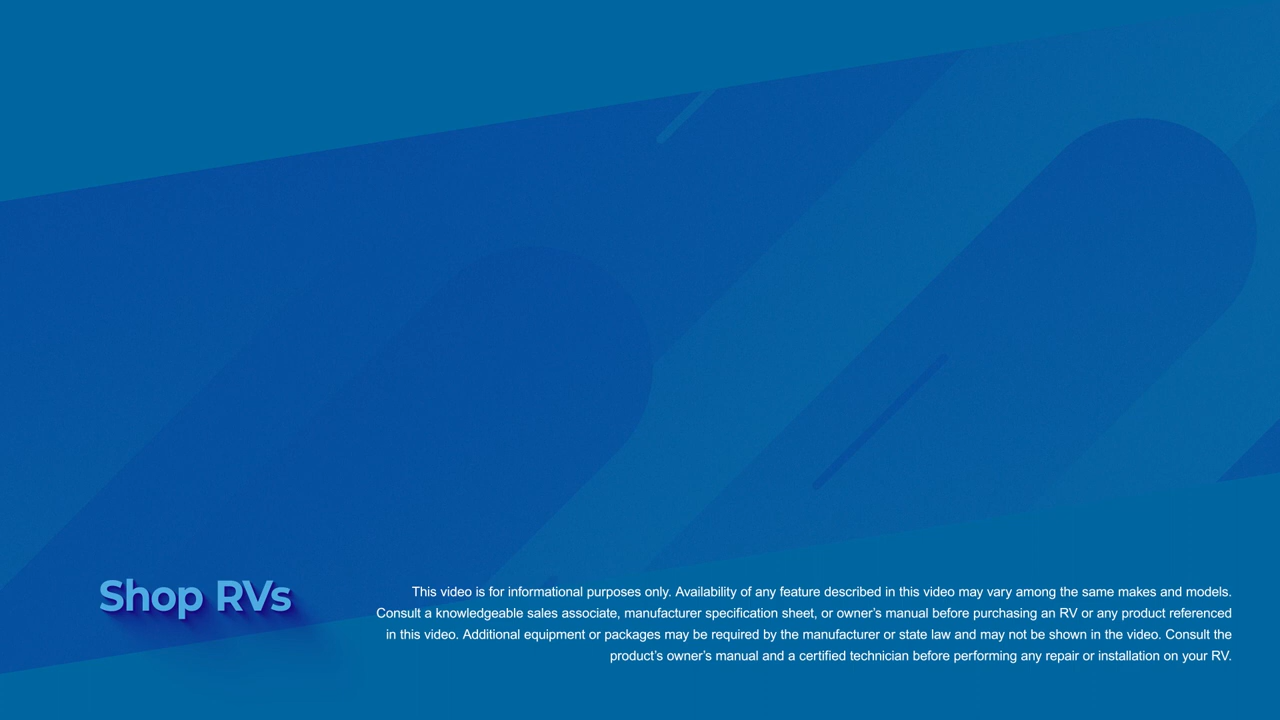 Shop RVs
This video is for informational purposes only. Availability of any feature described in this video may vary among the same makes and models.
Consult a knowledgeable sales associate, manufacturer specification sheet, or owner’s manual before purchasing an RV or any product referenced
in this video. Additional equipment or packages may be required by the manufacturer or state law and may not be shown in the video. Consult the
product’s owner’s manual and a certified technician before performing any repair or installation on your RV.